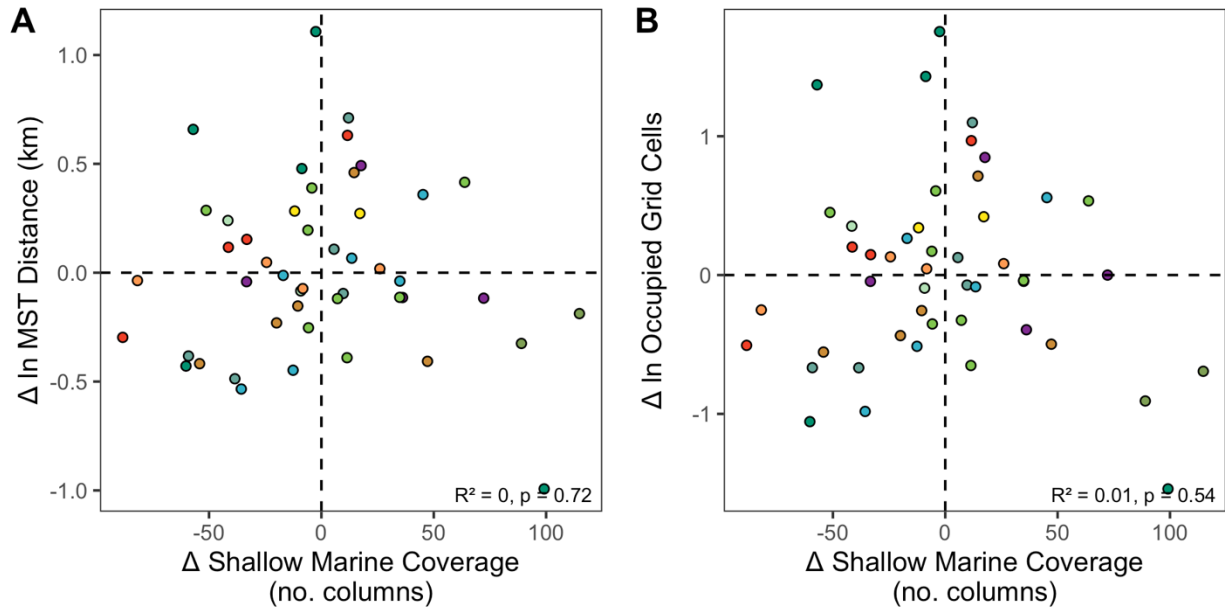 A
Δ ln MST Distance (km)
1.0
0.5
0.0
-0.5
-1.0
R² = 0, p = 0.72
-50
0
50
100
Δ Shallow Marine Coverage
(no. columns)
B
Δ ln Occupied Grid Cells
1
0
-1
R² = 0.01, p = 0.54
-50
0
50
100
Δ Shallow Marine Coverage
(no. columns)